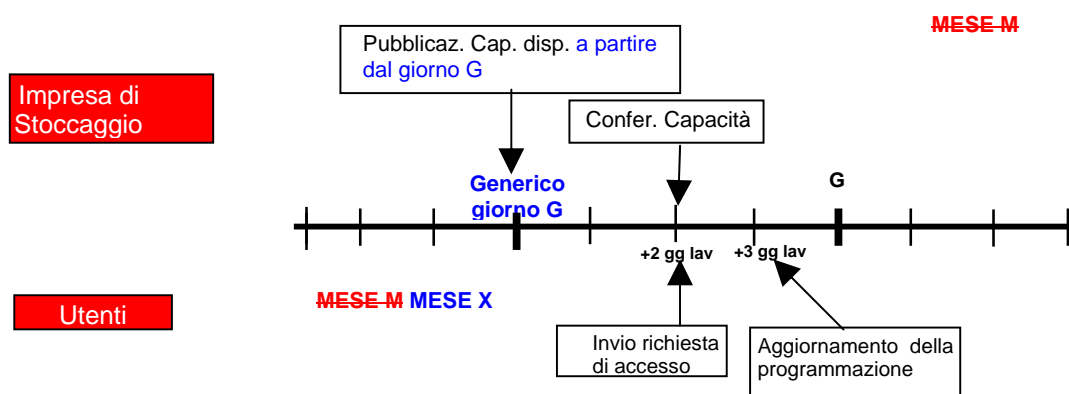 MESE M
Pubblicaz. Cap. disp. a partire
dal giorno G
Impresa di
Stoccaggio
Confer. Capacità
Generico
giorno G
G
+2 gg lav
+3 gg lav
MESE M MESE X
Utenti
Invio richiesta
di accesso
Aggiornamento della
programmazione